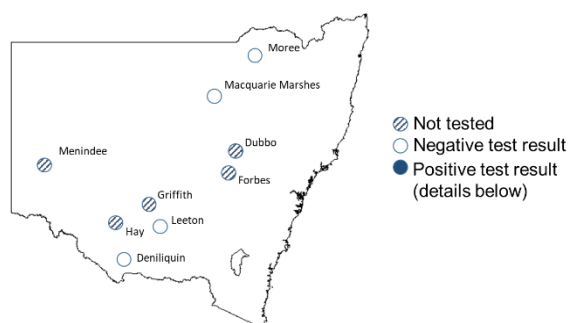 Moree
Macquarie Marshes
Dubbo
Menindee
Forbes
Griffith
Leeton
Hay
Deniliquin
Not tested
Negative test result
Positive test result
(details below)